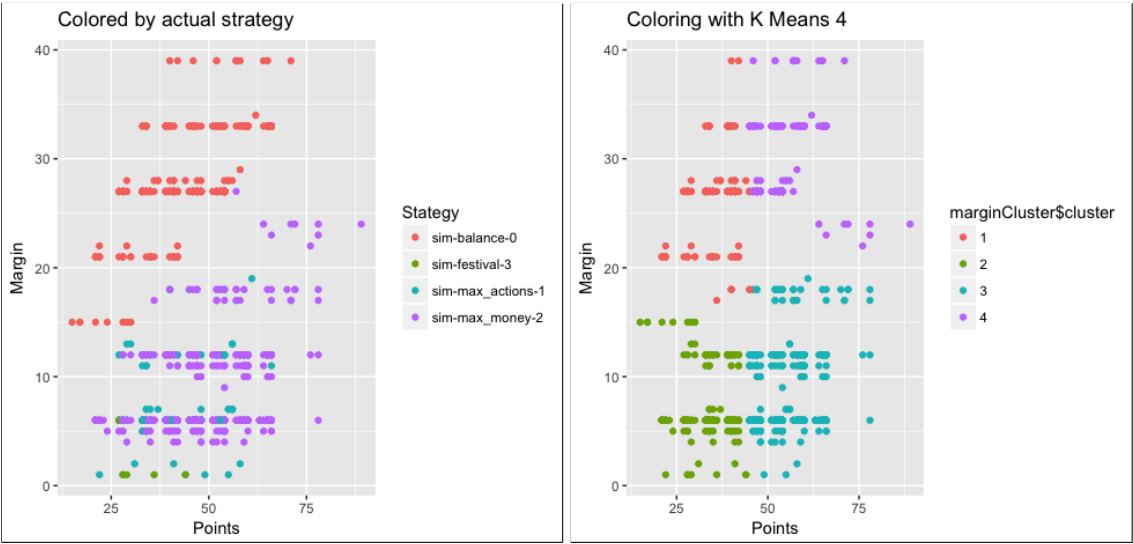 Colored by actual strategy
40
30
20
10
0
Margin
25
50
75
Points
Stategy
sim-balance-0
sim-festival-3
sim-max_actions-1
sim-max_money-2
Coloring with K Means 4
40
30
20
10
0
Margin
25
50
75
Points
marginCluster$cluster
1
2
3
4